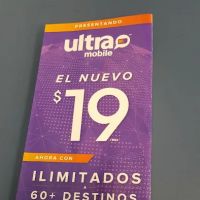 PRESENTANDO
ultra
mobile
EL NUEVO
$19
AHORA CON
ILIMITADOS
60+ DESTINOS